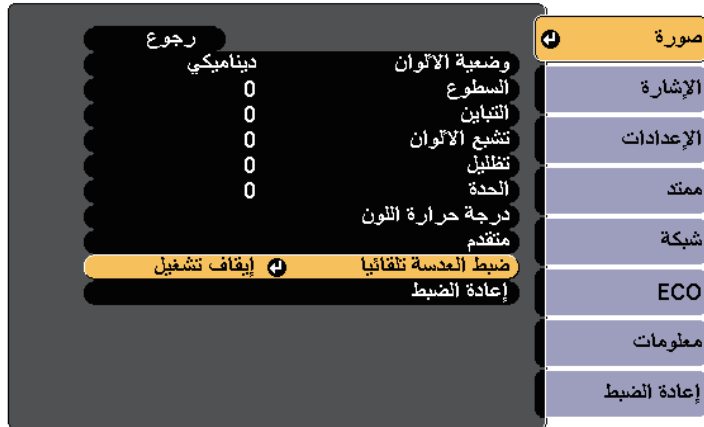 صورة
الإشارة
الإعدادات
ممتد
شبكة
ECO
معلومات
إعادة الضبط
رجوع
وضعية الألوان ديناميكي
السطوع 0
التباين 0
تشبع الألوان 0
تظليل 0
الحدة 0
درجة حرارة اللون
متقدم
ضبط العدسة تلقائيا إيقاف تشغيل
إعادة الضبط